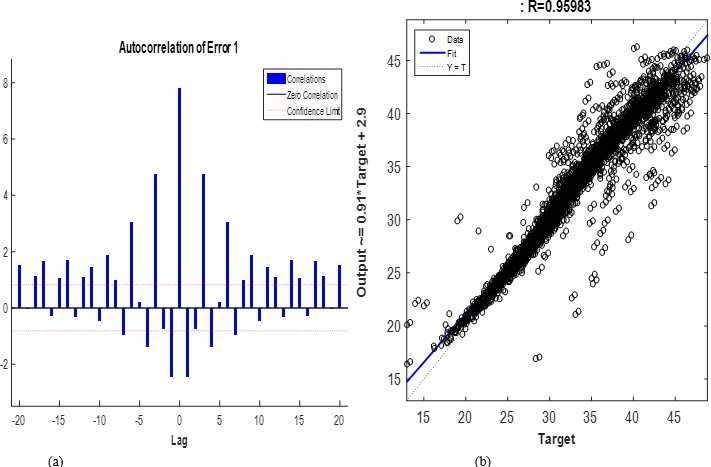 Autocorrelation of Error 1
Correlations
Zero Correlation
Confidence Limit
8
6
4
2
0
-2
-20 -15 -10 -5 0 5 10 15 20
Lag
(a)
: R=0.95983
Data
Fit
Y = T
Output ~= 0.91*Target + 2.9
45
40
35
30
25
20
15
15 20 25 30 35 40 45
Target
(b)